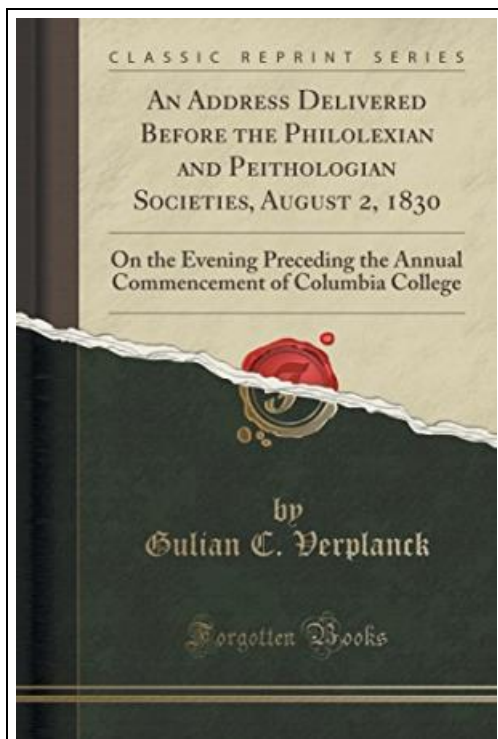 CLASSIC REPRINT SERIES
AN ADDRESS DELIVERED
BEFORE THE PHILOLEXIAN
AND PEITHOLOGIAN
SOCIETIES, AUGUST 2, 1830
On the Evening Preceding the Annual
Commencement of Columbia College
by
Gulian C. Verplanck
Forgotten Books